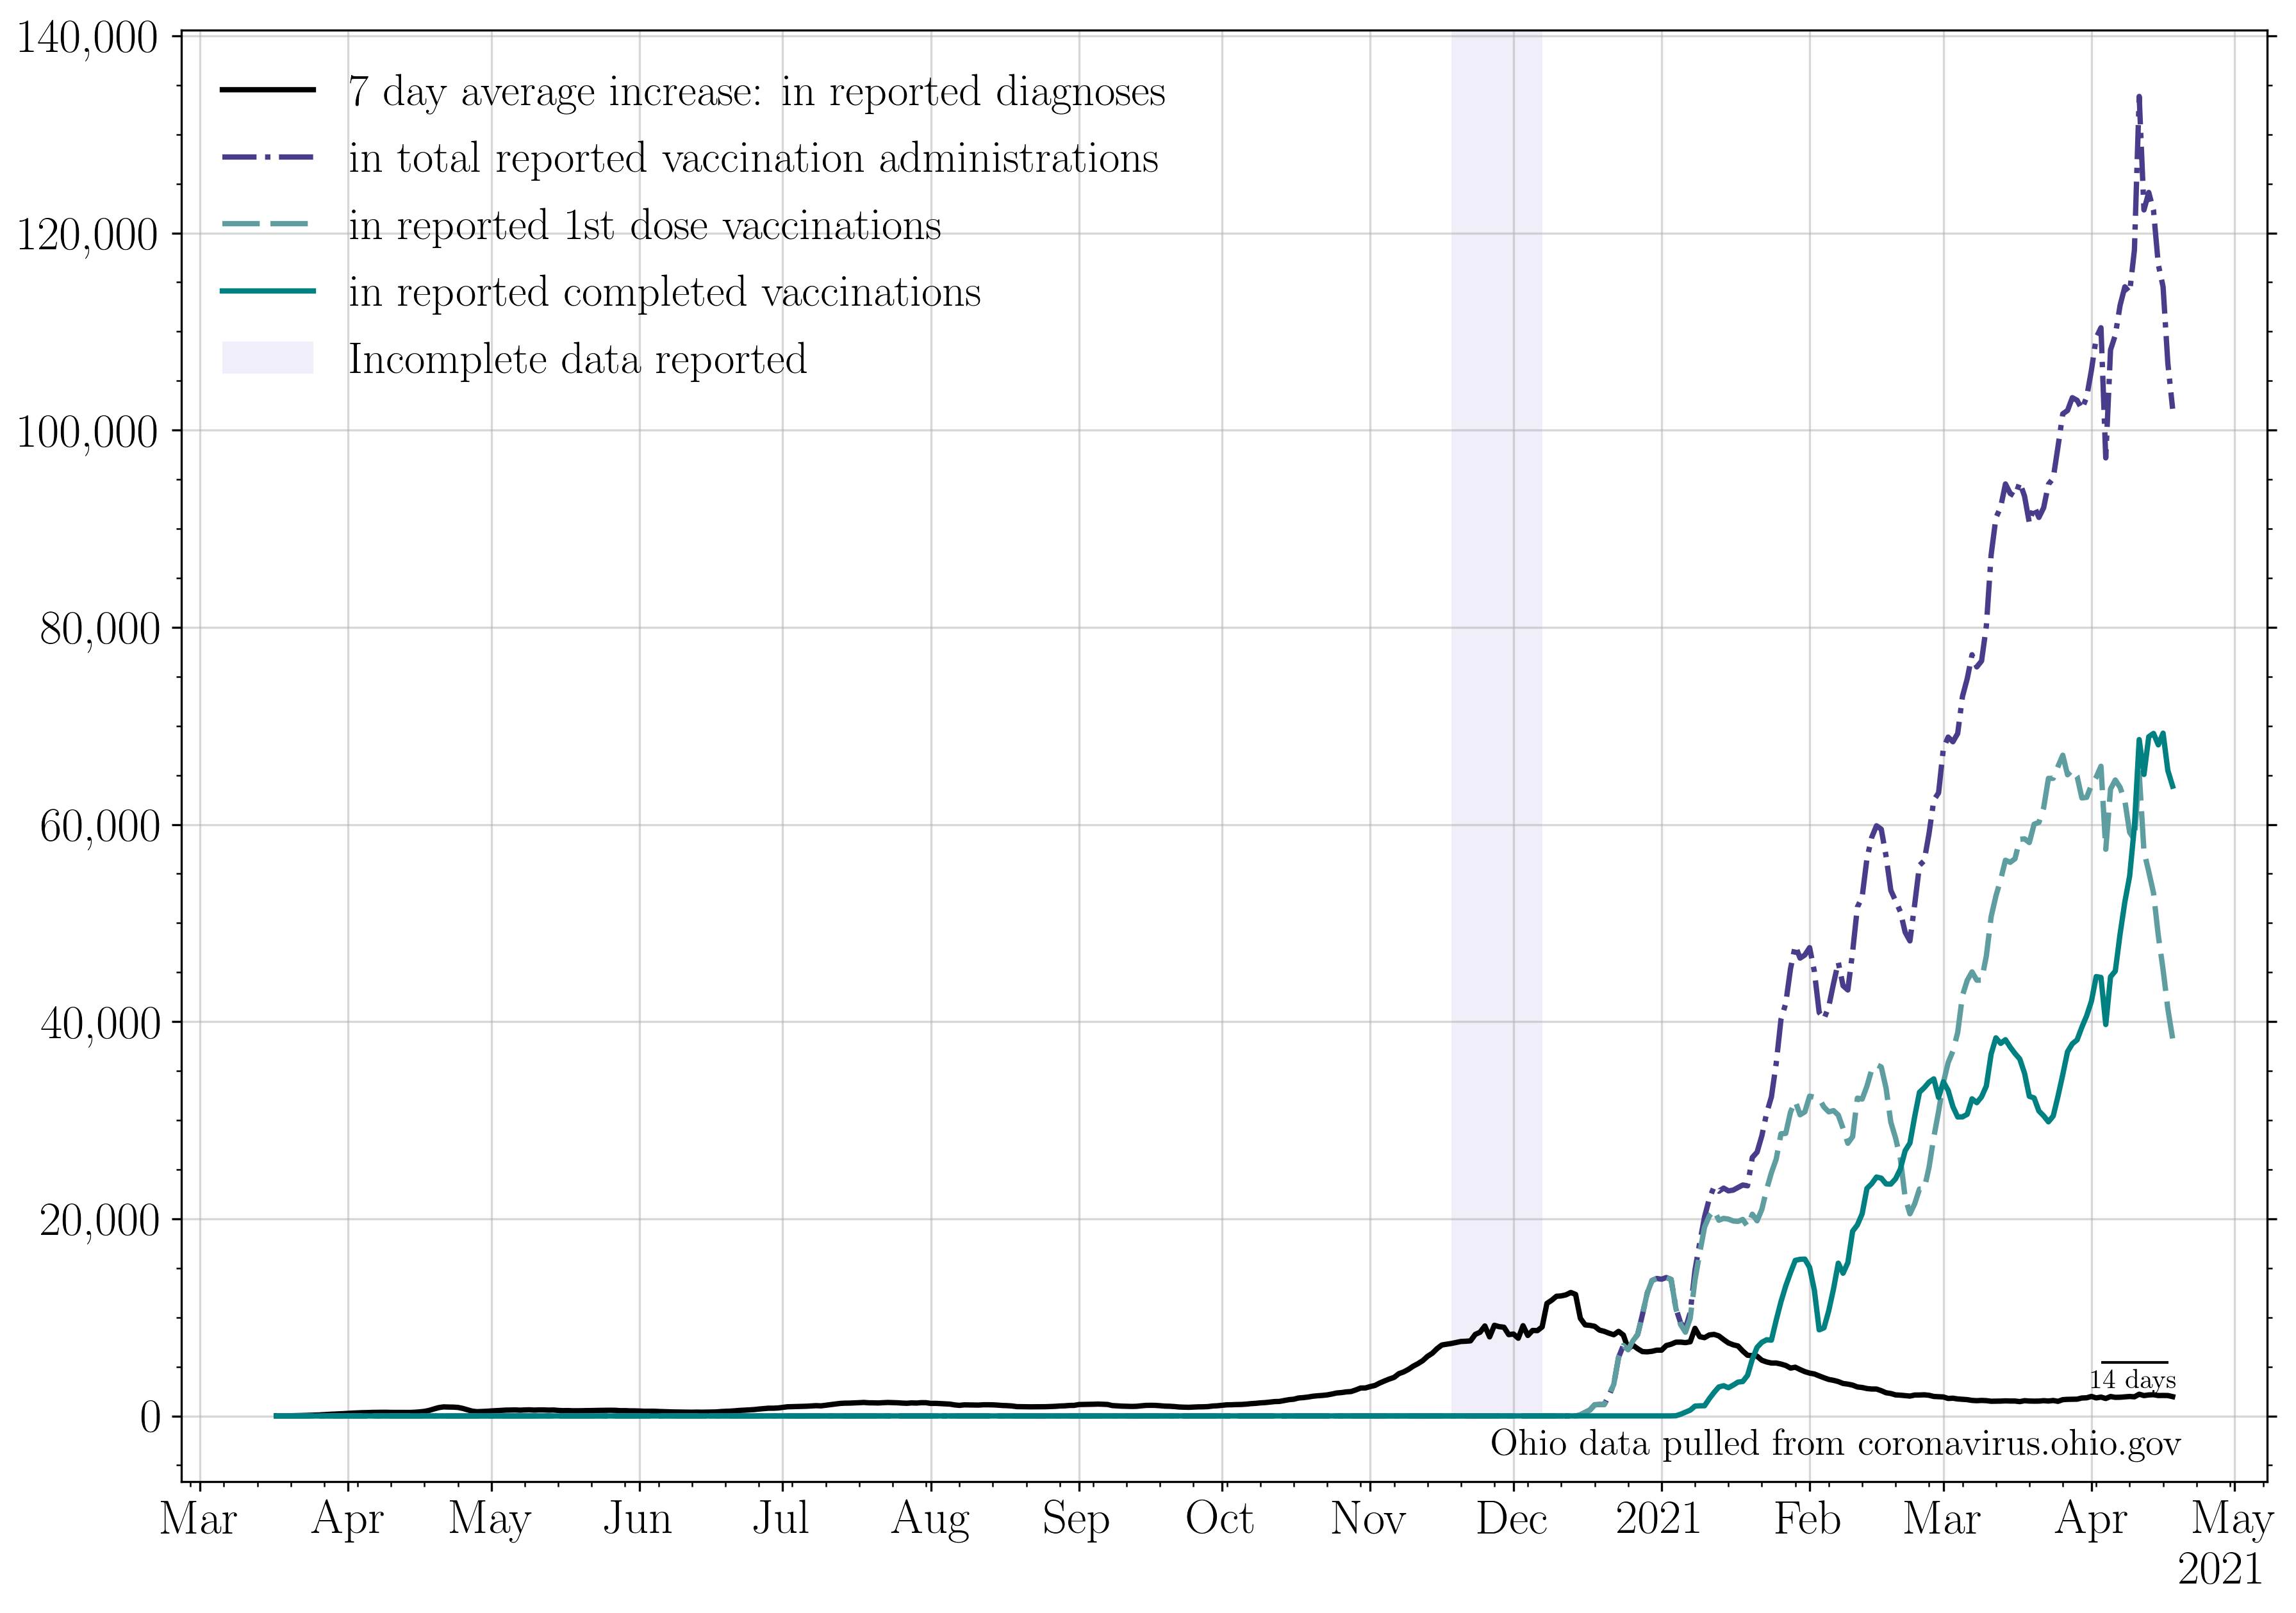 140,000
120,000
100,000
80,000
60,000
40,000
20,000
0
7 day average increase: in reported diagnoses
in total reported vaccination administrations
in reported 1st dose vaccinations
in reported completed vaccinations
Incomplete data reported
14 days
Ohio data pulled from coronavirus.ohio.gov
Mar Apr May Jun Jul Aug Sep Oct Nov Dec 2021 Feb Mar Apr May
2021